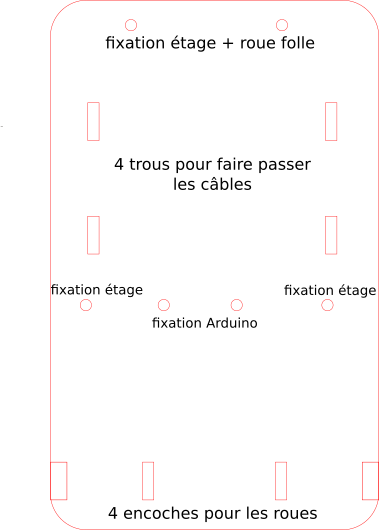 fixation étage + roue folle
4 trous pour faire passer
les câbles
fixation étage
fixation étage
fixation Arduino
4 encoches pour les roues